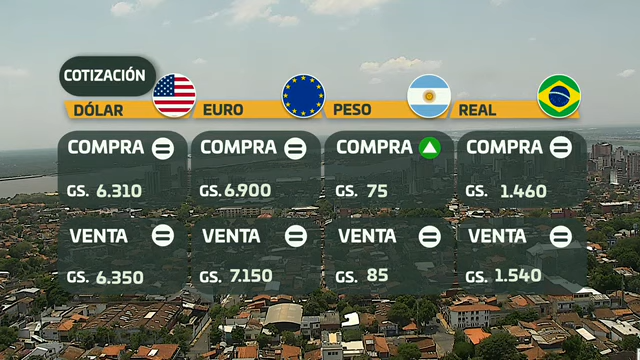 COTIZACIÓN
DÓLAR EURO PESO REAL
COMPRA COMPRA COMPRA COMPRA
GS. 6.310 GS. 6.900 GS. 75 GS. 1.460
VENTA VENTA VENTA VENTA
GS. 6.350 GS. 7.150 GS. 85 GS. 1.540